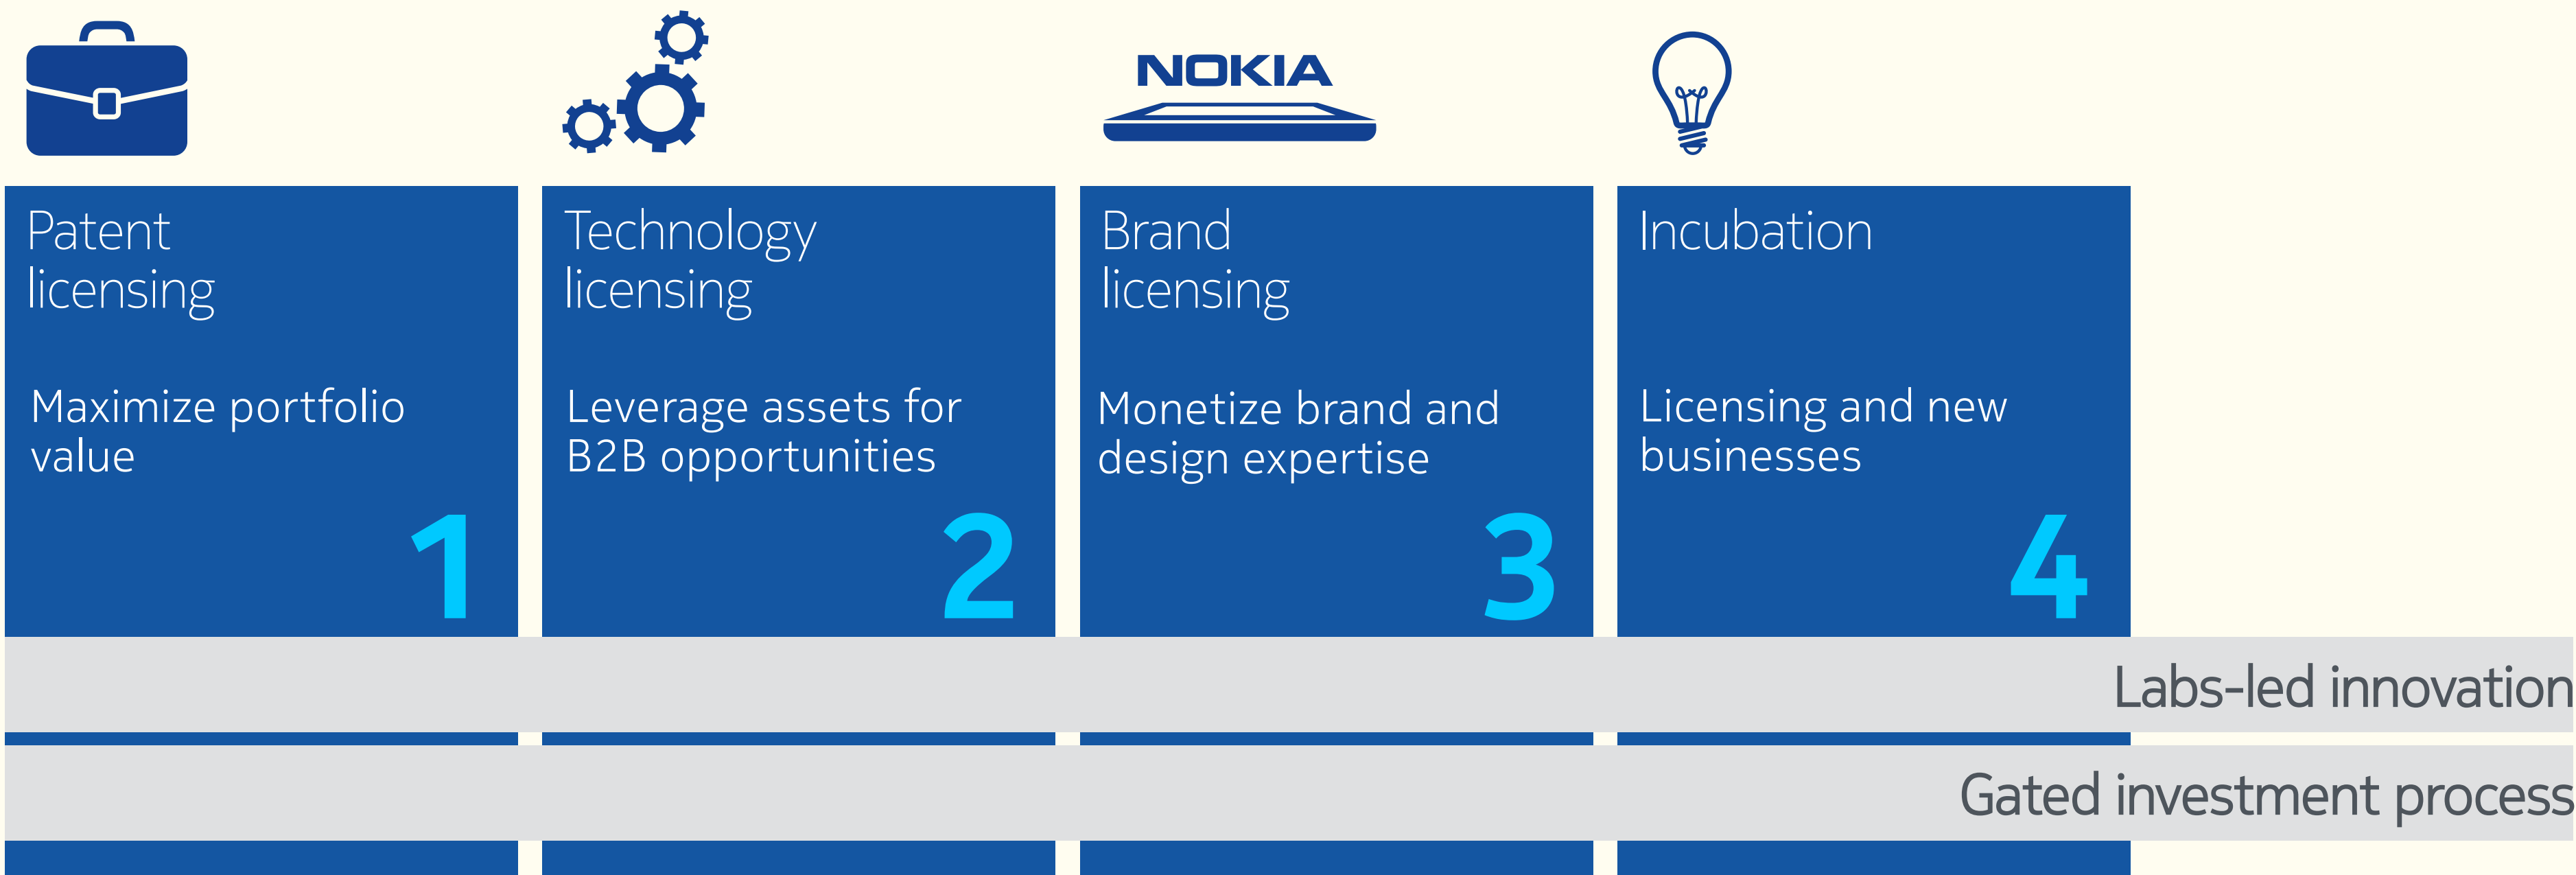 NOKIA
Patent
licensing
Maximize portfolio
value
1
Technology
licensing
Leverage assets for
B2B opportunities
2
Brand
licensing
Monetize brand and
design expertise
3
Incubation
Licensing and new
businesses
4
Labs-led innovation
Gated investment process